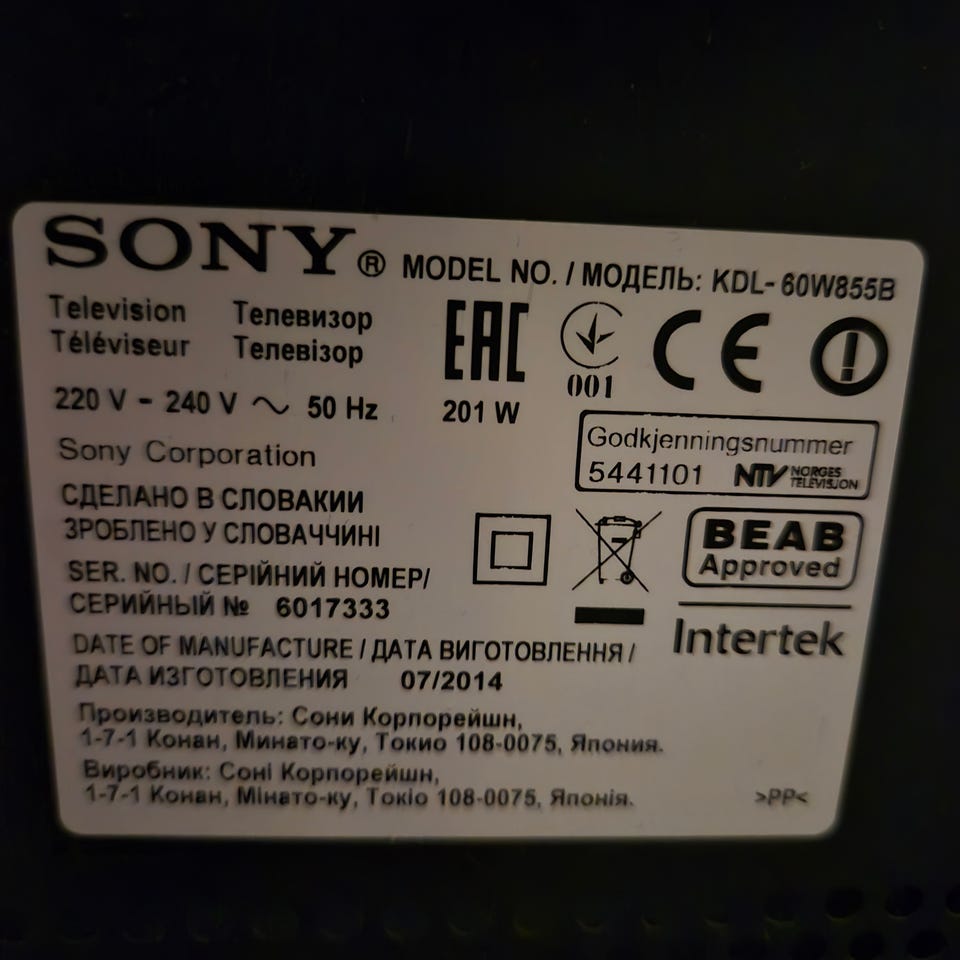 SONY® MODEL NO. / МОДЕЛЬ: KDL-60W855B
Television Телевизор
Téléviseur Телевізор
EAC
001
CE
220 V - 240 V ~ 50 Hz 201 W
Godkjenningsnummer
5441101 NTV NORGES TELEVISJON
Sony Corporation
СДЕЛАНО В СЛОВАКИИ
ЗРОБЛЕНО У СЛОВАЧЧИНІ
BEAB
Approved
SER. NO. / СЕРІЙНИЙ НОМЕР/
СЕРИЙНЫЙ № 6017333
Intertek
DATE OF MANUFACTURE / ДАТА ВИГОТОВЛЕННЯ /
ДАТА ИЗГОТОВЛЕНИЯ 07/2014
Производитель: Сони Корпорейшн,
1-7-1 Конан, Минато-ку, Токио 108-0075, Япония.
Виробник: Соні Корпорейшн,
1-7-1 Конан, Мінато-ку, Токіо 108-0075, Японія.
>PP<